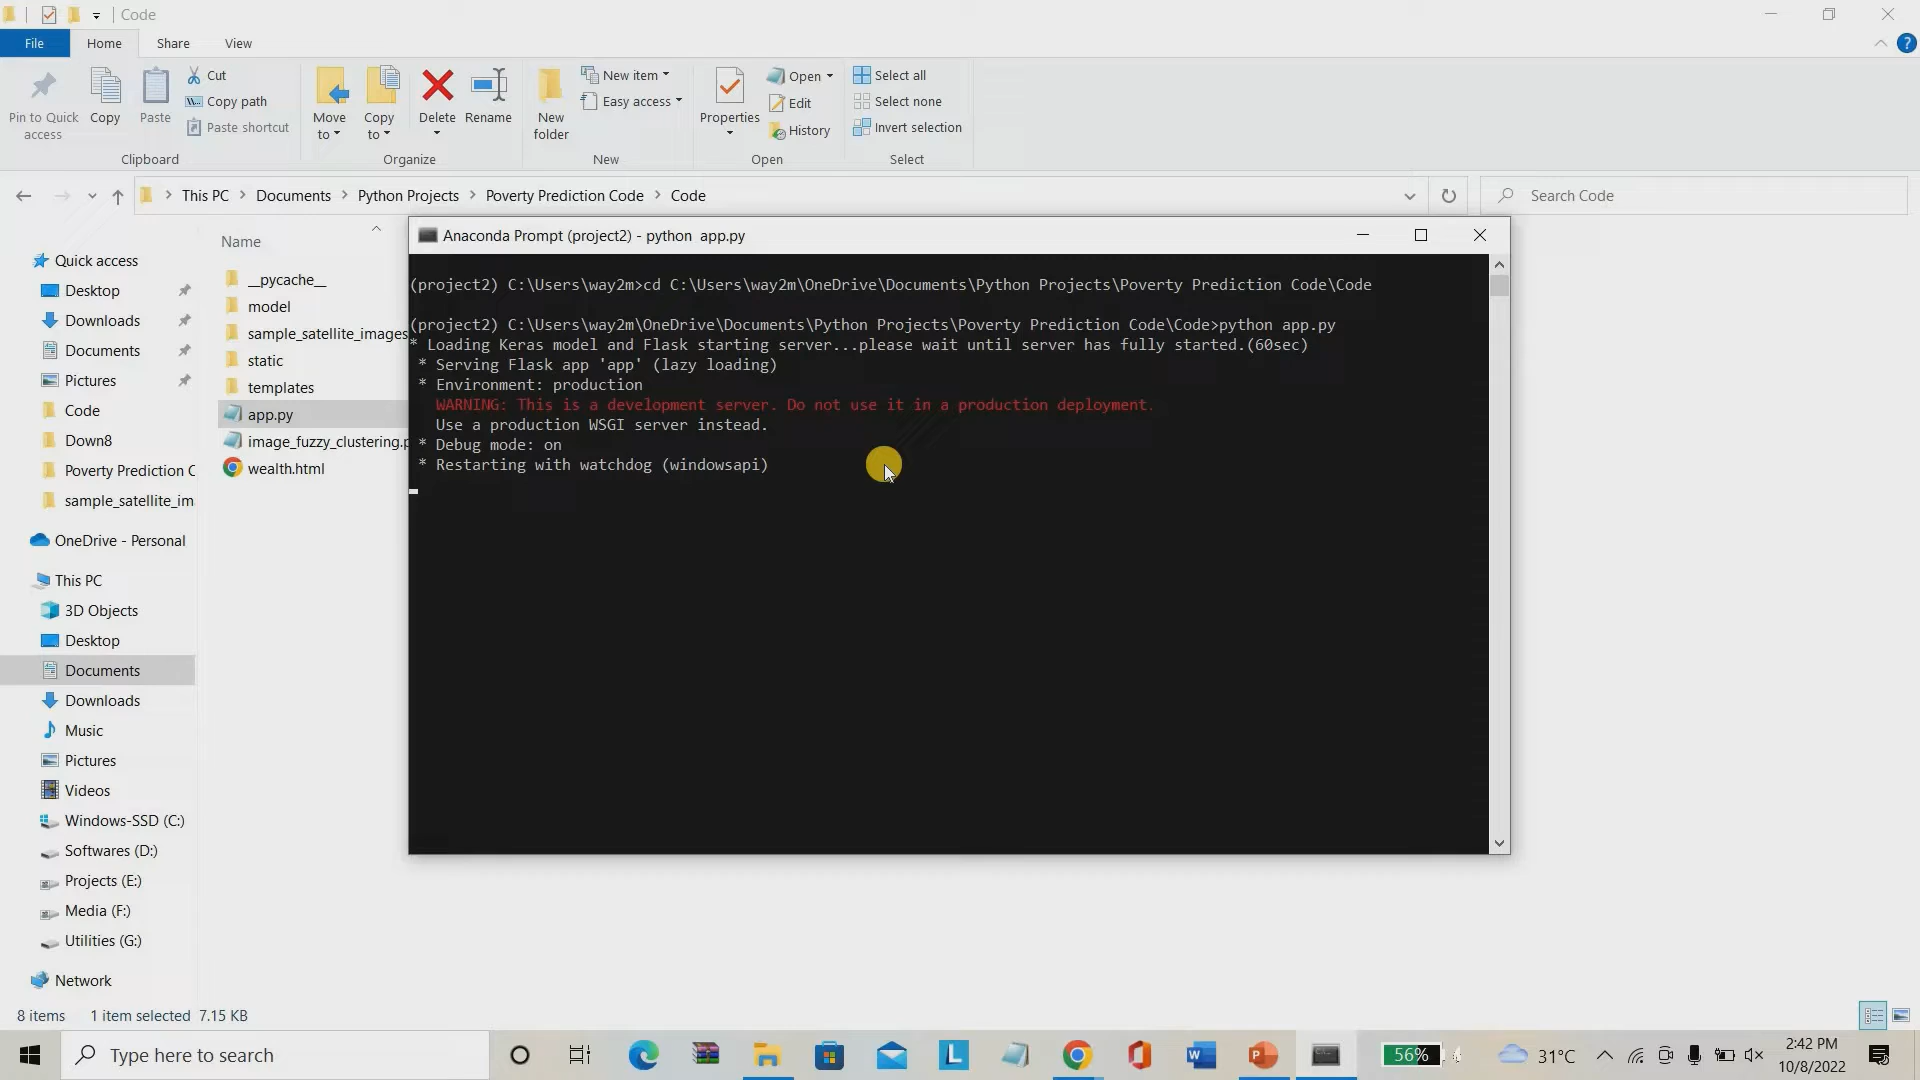 Code
File
Home
Share
View
Pin to Quick access
Copy
Paste
Cut
Copy path
Paste shortcut
Clipboard
Move to
Copy to
Delete
Rename
Organize
New folder
New item
Easy access
New
Properties
Open
Edit
History
Open
Select all
Select none
Invert selection
Select
This PC > Documents > Python Projects > Poverty Prediction Code > Code
Search Code
Quick access
Desktop
Downloads
Documents
Pictures
Code
Down8
Poverty Prediction C
sample_satellite_im
OneDrive - Personal
This PC
3D Objects
Desktop
Documents
Downloads
Music
Pictures
Videos
Windows-SSD (C:)
Softwares (D:)
Projects (E:)
Media (F:)
Utilities (G:)
Network
Name
__pycache__
model
sample_satellite_images
static
templates
app.py
image_fuzzy_clustering.p
wealth.html
Anaconda Prompt (project2) - python  app.py
(project2) C:\Users\way2m>cd C:\Users\way2m\OneDrive\Documents\Python Projects\Poverty Prediction Code\Code
(project2) C:\Users\way2m\OneDrive\Documents\Python Projects\Poverty Prediction Code\Code>python app.py
* Loading Keras model and Flask starting server...please wait until server has fully started.(60sec)
* Serving Flask app 'app' (lazy loading)
* Environment: production
WARNING: This is a development server. Do not use it in a production deployment.
Use a production WSGI server instead.
* Debug mode: on
* Restarting with watchdog (windowsapi)
8 items
1 item selected 7.15 KB
Type here to search
56%
31°C
2:42 PM
10/8/2022